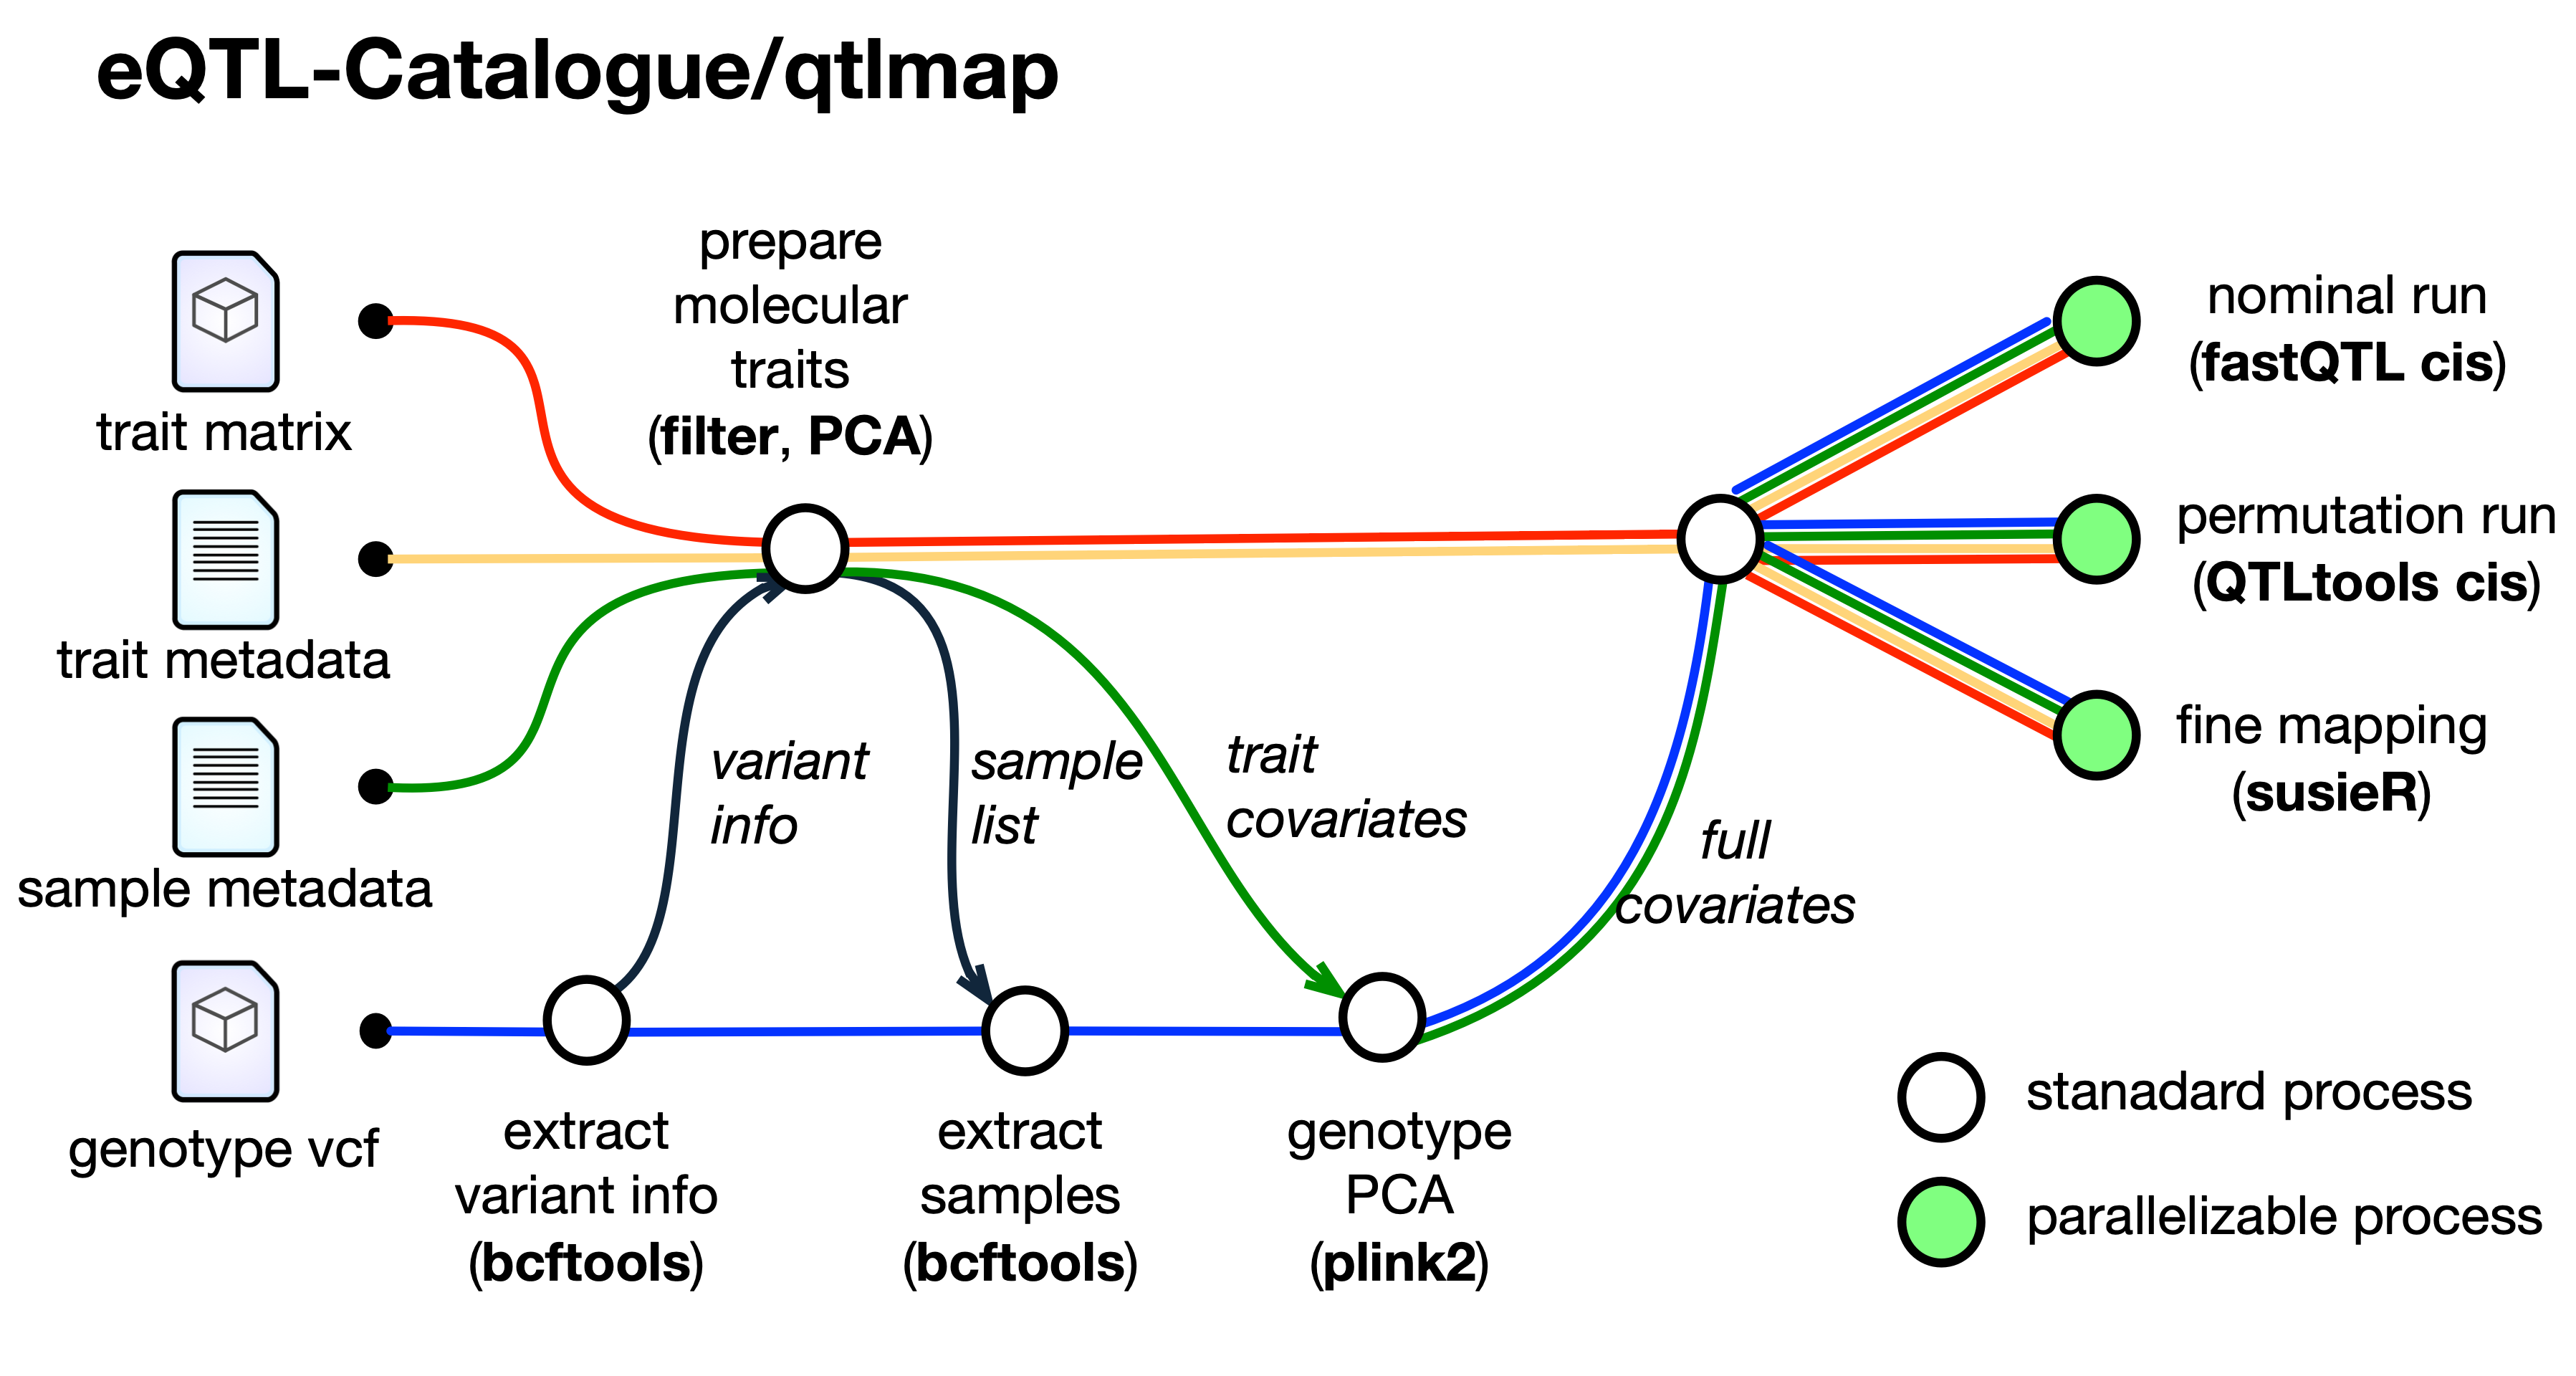 eQTL-Catalogue/qtlmap
prepare
molecular
traits
(filter, PCA)
trait matrix
trait metadata
sample metadata
genotype vcf
variant
info
sample
list
trait
covariates
full
covariates
extract
variant info
(bcftools)
extract
samples
(bcftools)
genotype
PCA
(plink2)
nominal run
(fastQTL cis)
permutation run
(QTLtools cis)
fine mapping
(susieR)
stanadard process
parallelizable process